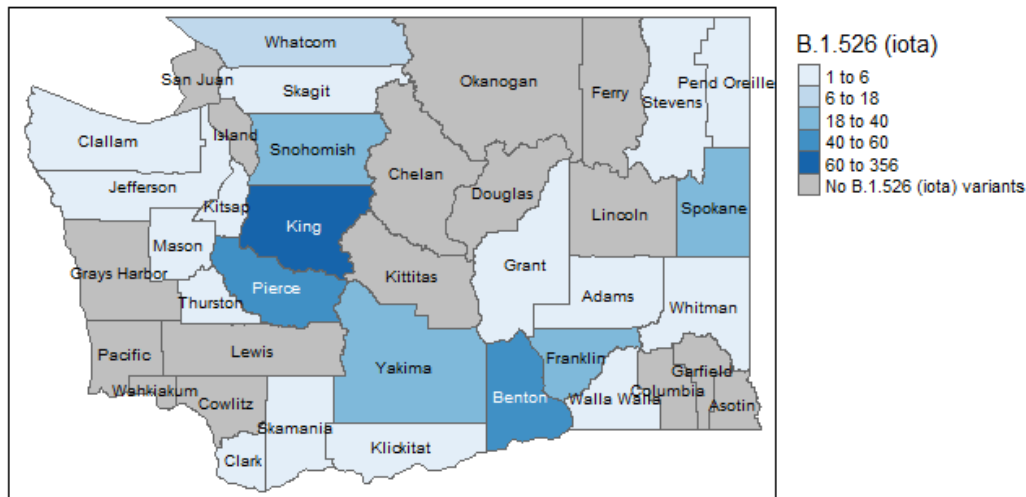 Whatcom
San Juan
Skagit
Okanogan
Ferry
Stevens
Pend Oreille
Clallam
Island
Snohomish
Chelan
Jefferson
Kitsap
Douglas
Lincoln
Spokane
King
Mason
Grays Harbor
Kittitas
Grant
Pierce
Thurston
Adams
Whitman
Pacific
Lewis
Yakima
Franklin
Garfield
Wahkiakum
Cowlitz
Benton
Walla Walla
Columbia
Asotin
Skamania
Clark
Klickitat
B.1.526 (iota)
1 to 6
6 to 18
18 to 40
40 to 60
60 to 356
No B.1.526 (iota) variants